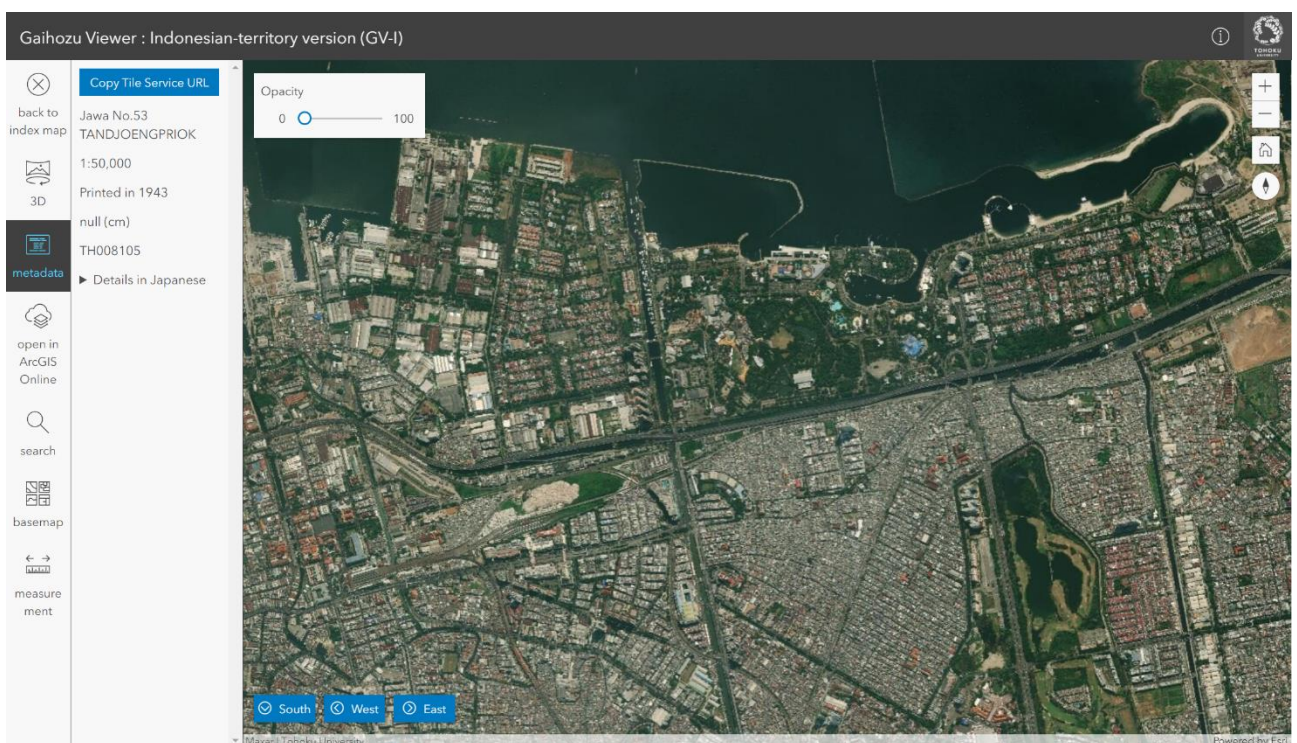 Gaihozu Viewer : Indonesian-territory version (GV-I)
TOHOKU
UNIVERSITY
back to
index map
3D
metadata
open in
ArcGIS
Online
search
basemap
measure
ment
Copy Tile Service URL
Jawa No.53
TANDJOENGPRIOK
1:50,000
Printed in 1943
null (cm)
TH008105
▶ Details in Japanese
Opacity
0 100
+
−
South West East
Maxar | Tohoku University
Powered by Esri